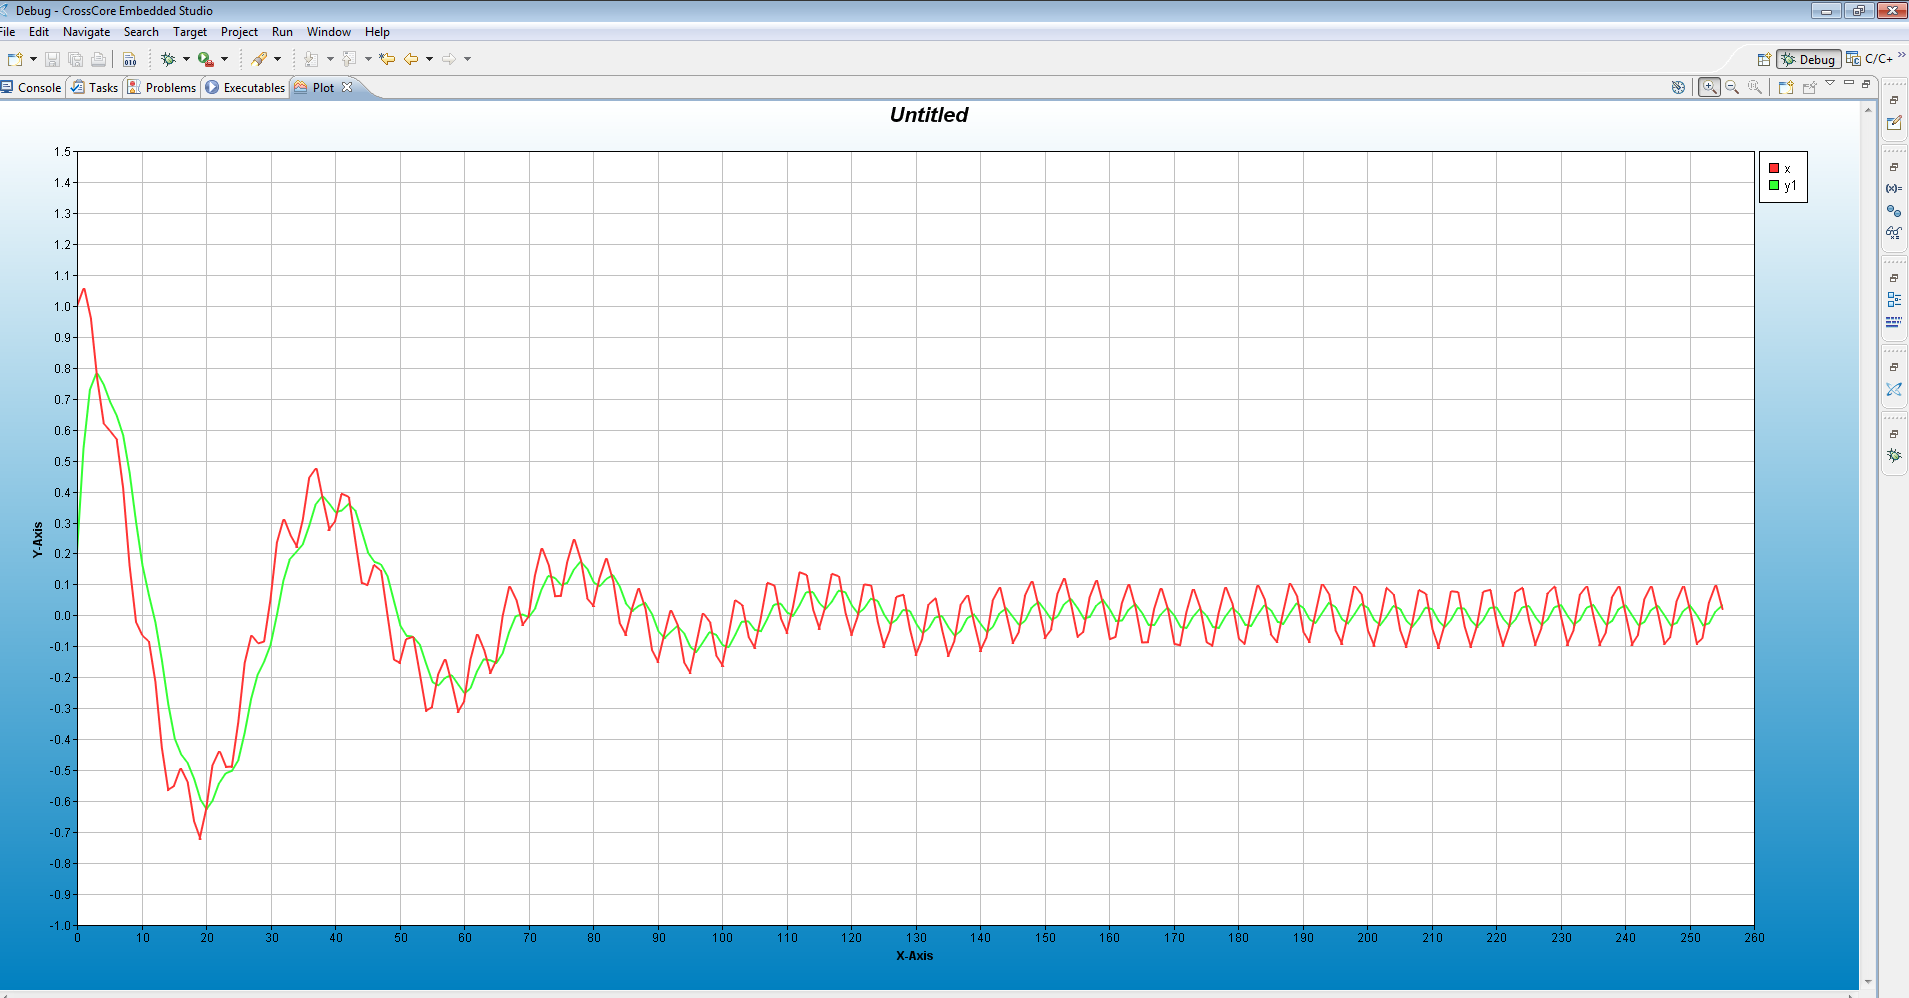 Debug - CrossCore Embedded Studio
File Edit Navigate Search Target Project Run Window Help
010
Debug C/C+ »
Console Tasks Problems Executables Plot
Untitled
x
y1
(x)=
Y-Axis
1.5
1.4
1.3
1.2
1.1
1.0
0.9
0.8
0.7
0.6
0.5
0.4
0.3
0.2
0.1
0.0
-0.1
-0.2
-0.3
-0.4
-0.5
-0.6
-0.7
-0.8
-0.9
-1.0
0 10 20 30 40 50 60 70 80 90 100 110 120 130 140 150 160 170 180 190 200 210 220 230 240 250 260
X-Axis